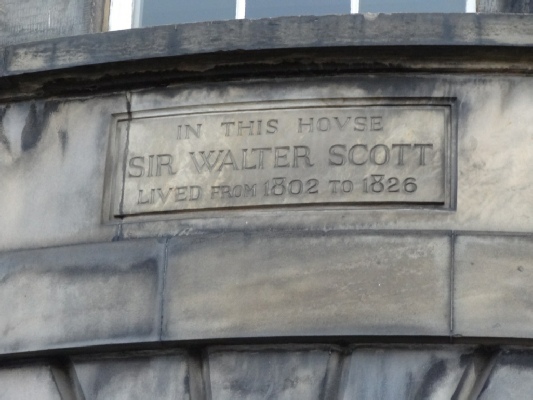 IN THIS HOVSE
SIR WALTER SCOTT
LIVED FROM 1802 TO 1826